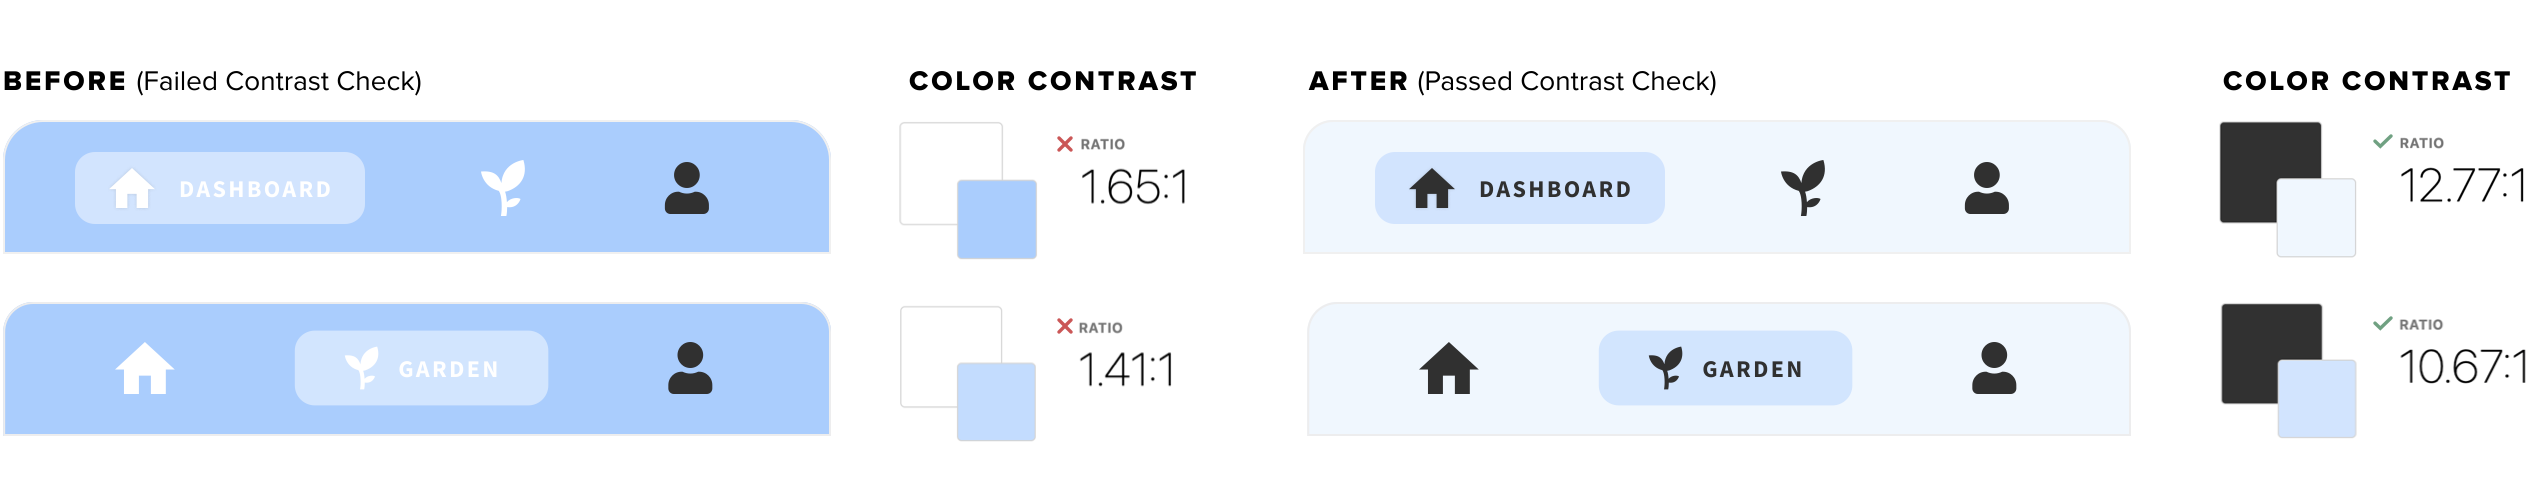 BEFORE (Failed Contrast Check)
COLOR CONTRAST
AFTER (Passed Contrast Check)
COLOR CONTRAST
DASHBOARD
RATIO
1.65:1
DASHBOARD
RATIO
12.77:1
GARDEN
RATIO
1.41:1
GARDEN
RATIO
10.67:1